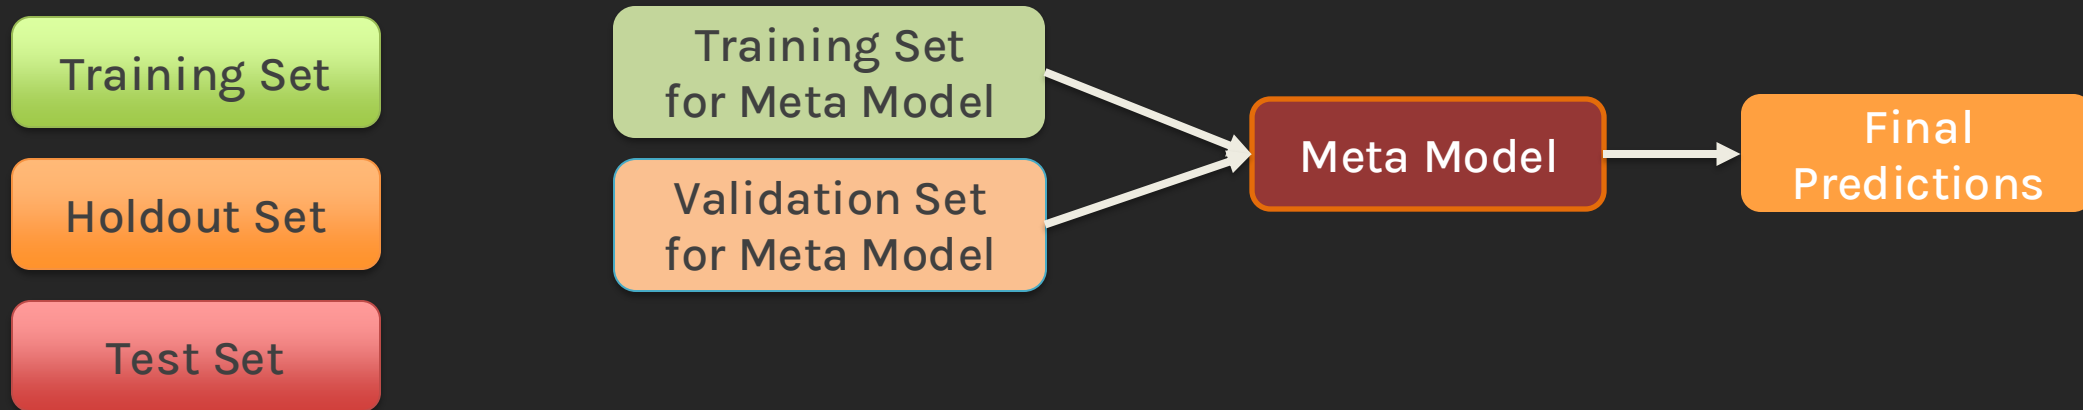 Training Set
Holdout Set
Test Set
Training Set
for Meta Model
Validation Set
for Meta Model
Meta Model
Final
Predictions